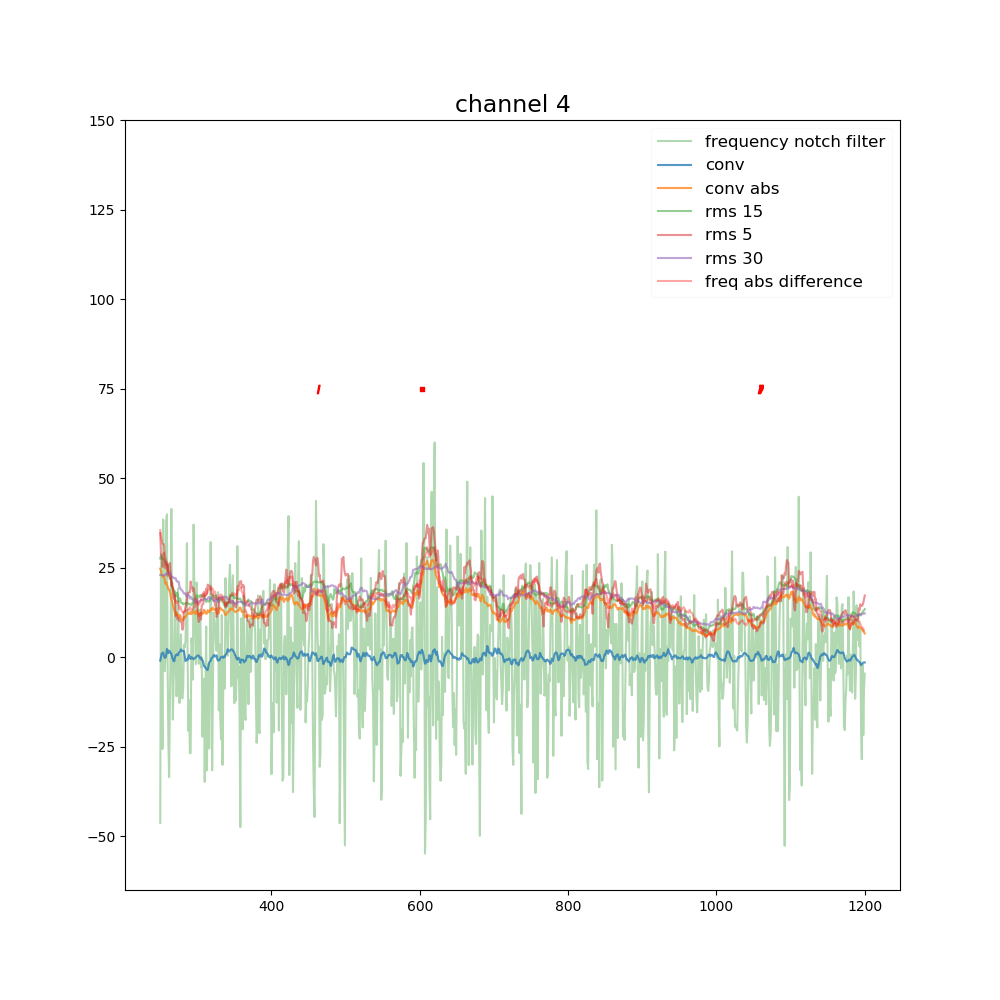 channel 4
150
125
100
75
50
25
0
−25
−50
400 600 800 1000 1200
frequency notch filter
conv
conv abs
rms 15
rms 5
rms 30
freq abs difference